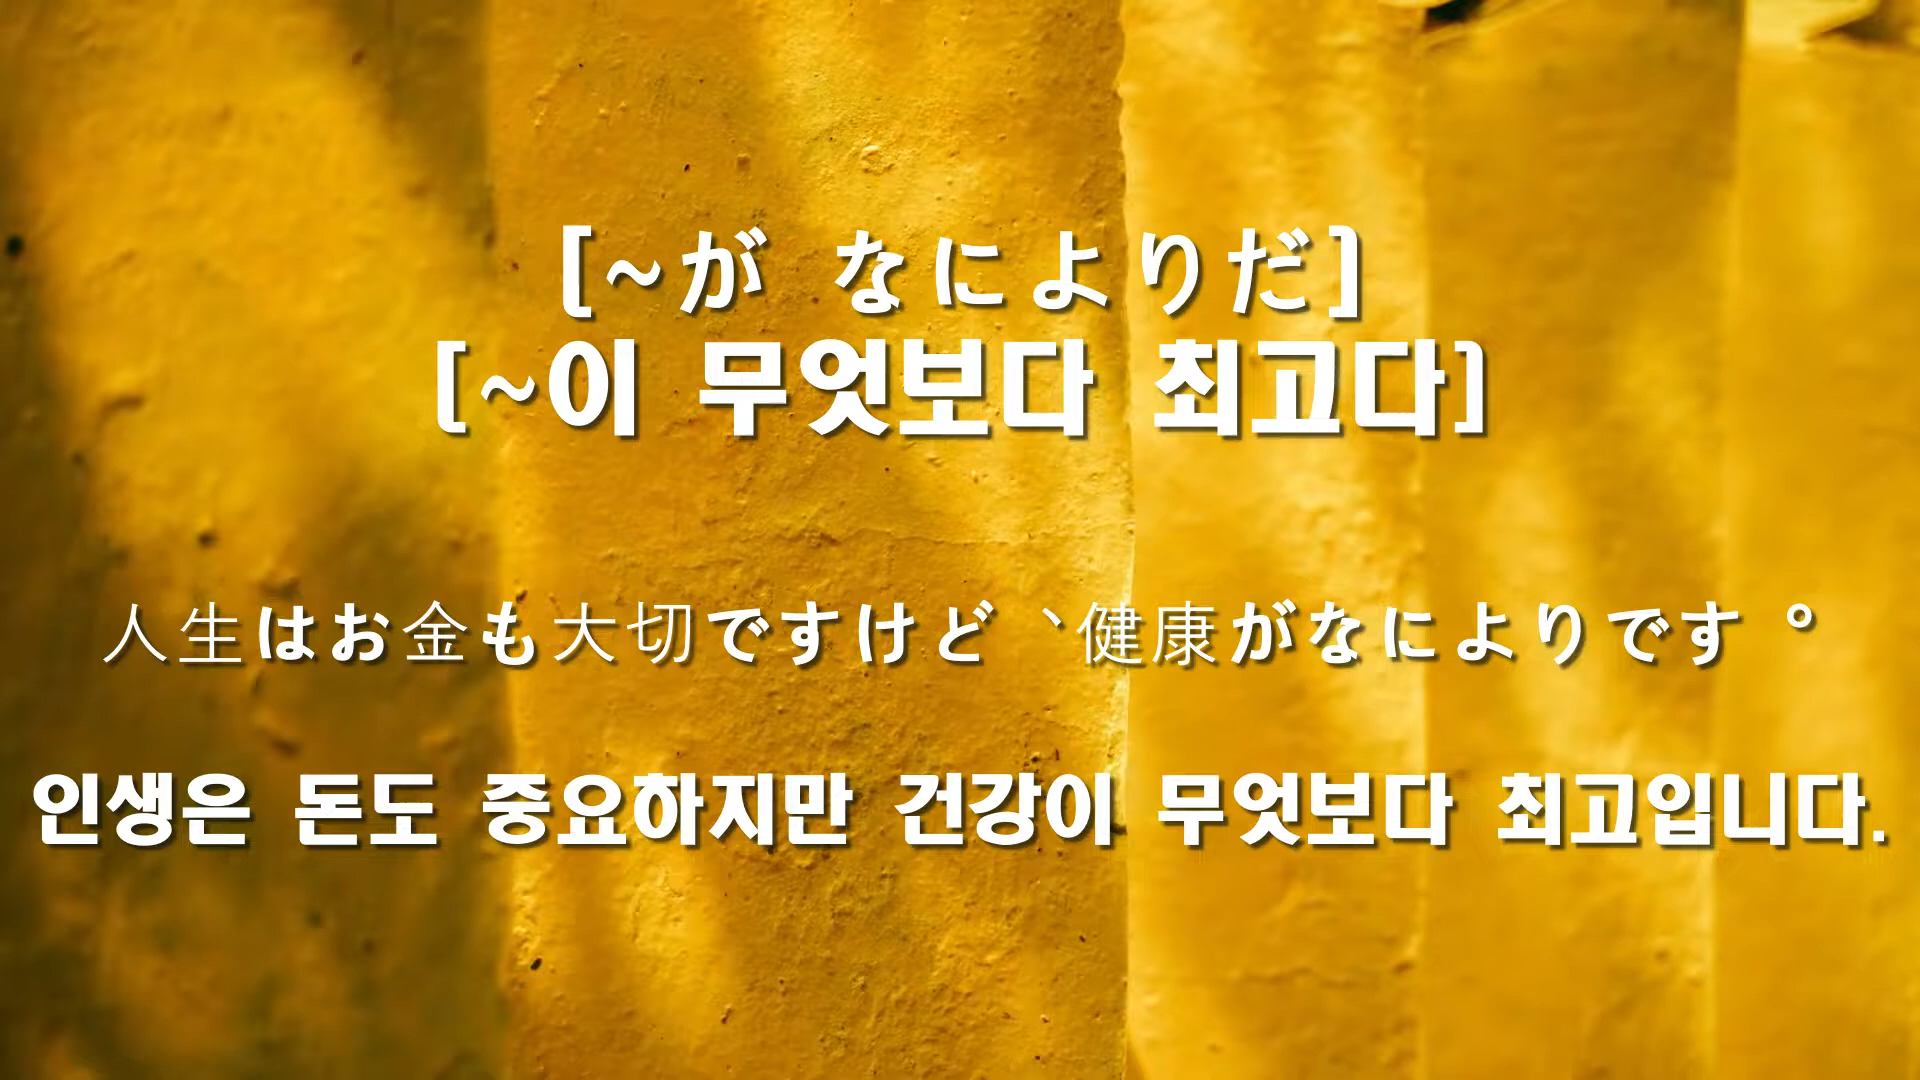 [~が なによりだ]
[~이 무엇보다 최고다]
人生はお金も大切ですけど、健康がなによりです。
인생은 돈도 중요하지만 건강이 무엇보다 최고입니다.